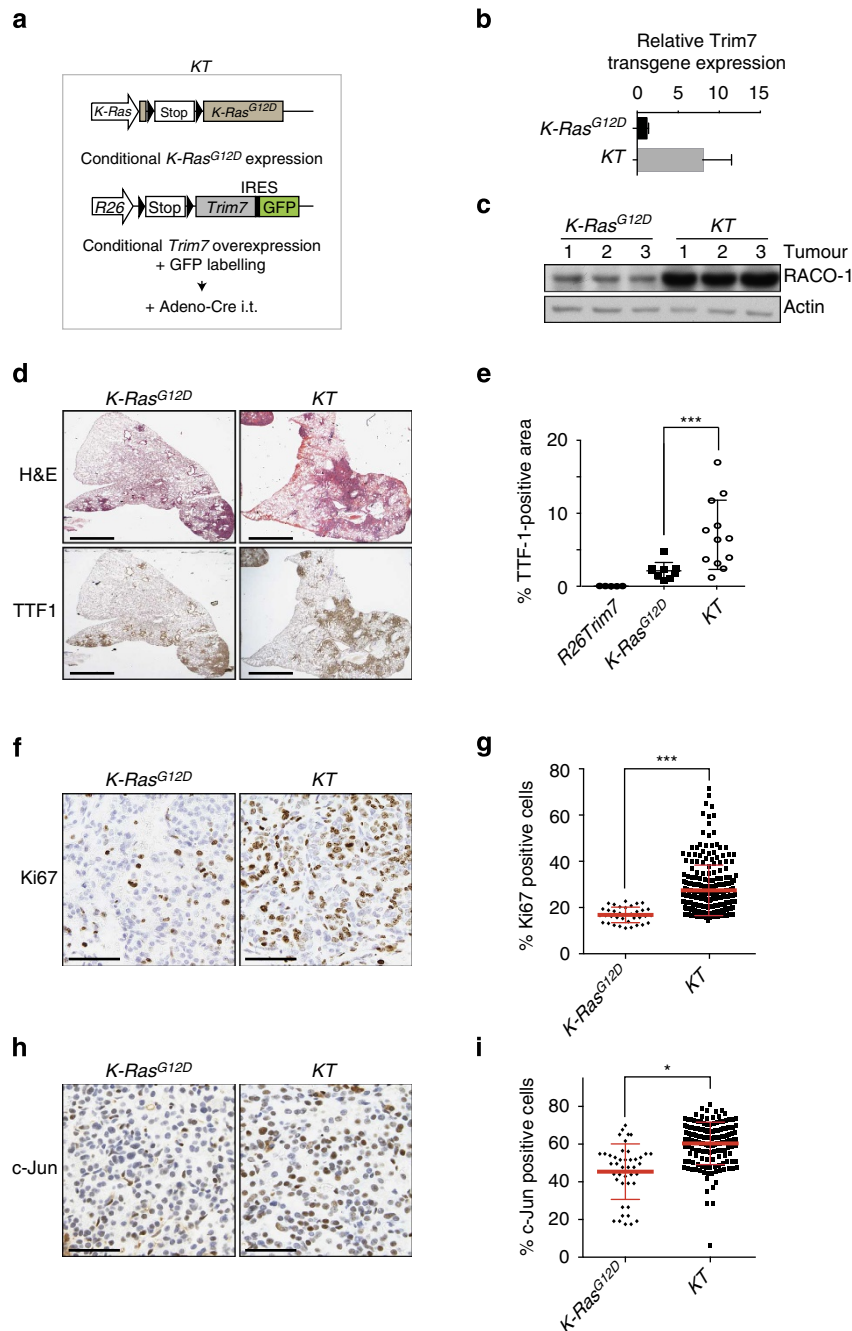 a
KT
K-Ras
Stop
K-Ras^G12D
Conditional K-Ras^G12D expression
IRES
R26
Stop
Trim7
GFP
Conditional Trim7 overexpression
+ GFP labelling
+ Adeno-Cre i.t.
b
Relative Trim7
transgene expression
0 5 10 15
K-Ras^G12D
KT
c
K-Ras^G12D KT
1 2 3 1 2 3 Tumour
RACO-1
Actin
d
K-Ras^G12D KT
H&E
TTF1
e
***
% TTF-1-positive area
20
10
0
R26Trim7
K-Ras^G12D
KT
f
K-Ras^G12D KT
Ki67
g
***
% Ki67 positive cells
80
60
40
20
0
K-Ras^G12D
KT
h
K-Ras^G12D KT
c-Jun
i
*
% c-Jun positive cells
80
60
40
20
0
K-Ras^G12D
KT